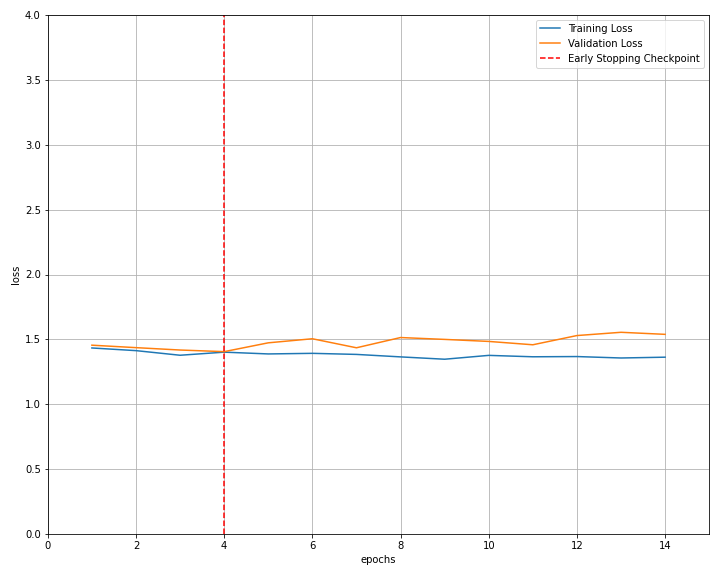 4.0
3.5
3.0
2.5
2.0
1.5
1.0
0.5
0.0
loss
Training Loss
Validation Loss
Early Stopping Checkpoint
0 2 4 6 8 10 12 14
epochs